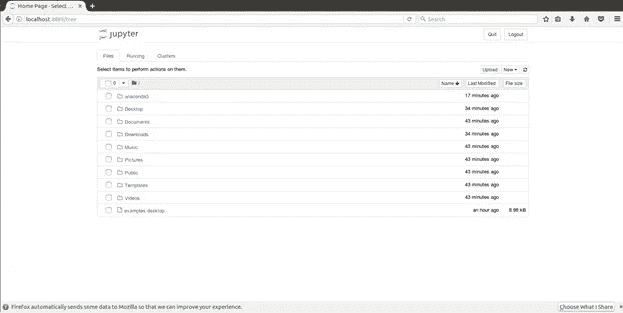 Home Page - Select ...
localhost:8889/tree
Search
jupyter
Quit
Logout
Files
Running
Clusters
Select items to perform actions on them.
Upload
New
0
/
Name
Last Modified
File size
anaconda3
17 minutes ago
Desktop
34 minutes ago
Documents
43 minutes ago
Downloads
34 minutes ago
Music
43 minutes ago
Pictures
43 minutes ago
Public
43 minutes ago
Templates
43 minutes ago
Videos
43 minutes ago
examples.desktop
an hour ago
8.98 kB
Firefox automatically sends some data to Mozilla so that we can improve your experience.
Choose What I Share